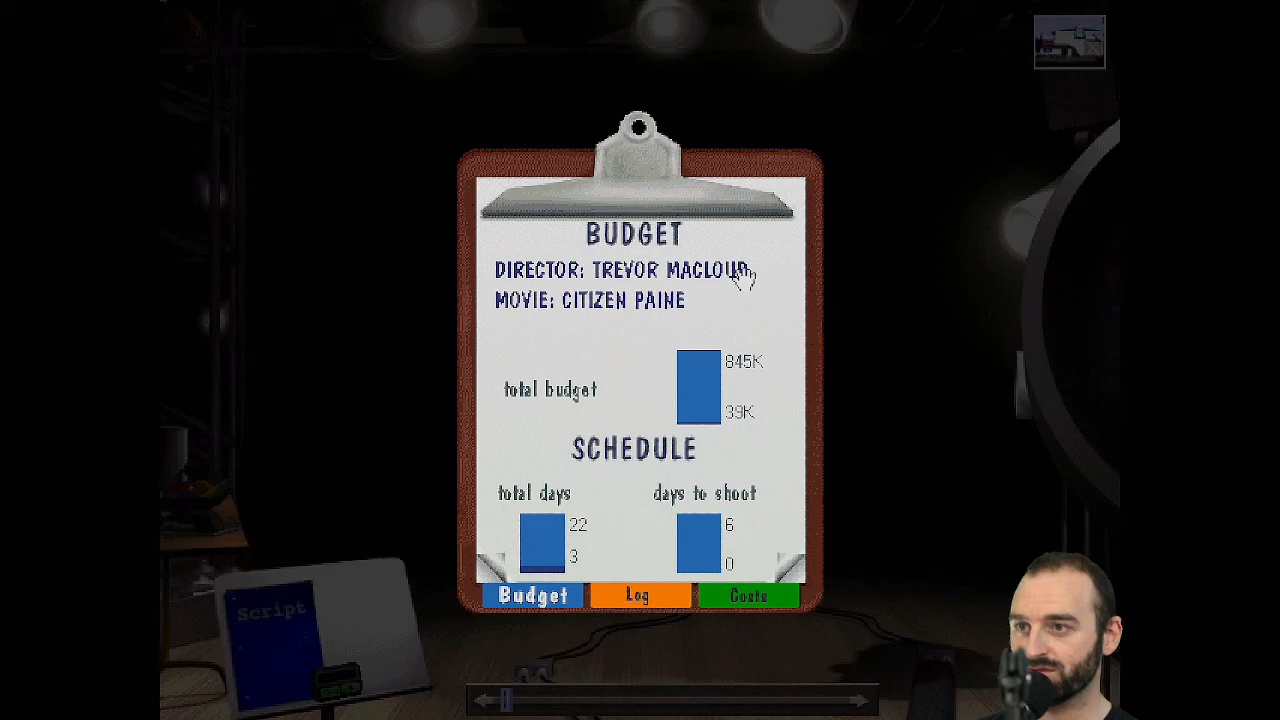 BUDGET
DIRECTOR: TREVOR MACLOUD
MOVIE: CITIZEN PAINE
845K
total budget
39K
SCHEDULE
total days days to shoot
22 6
3 0
Budget Log Costs
Script